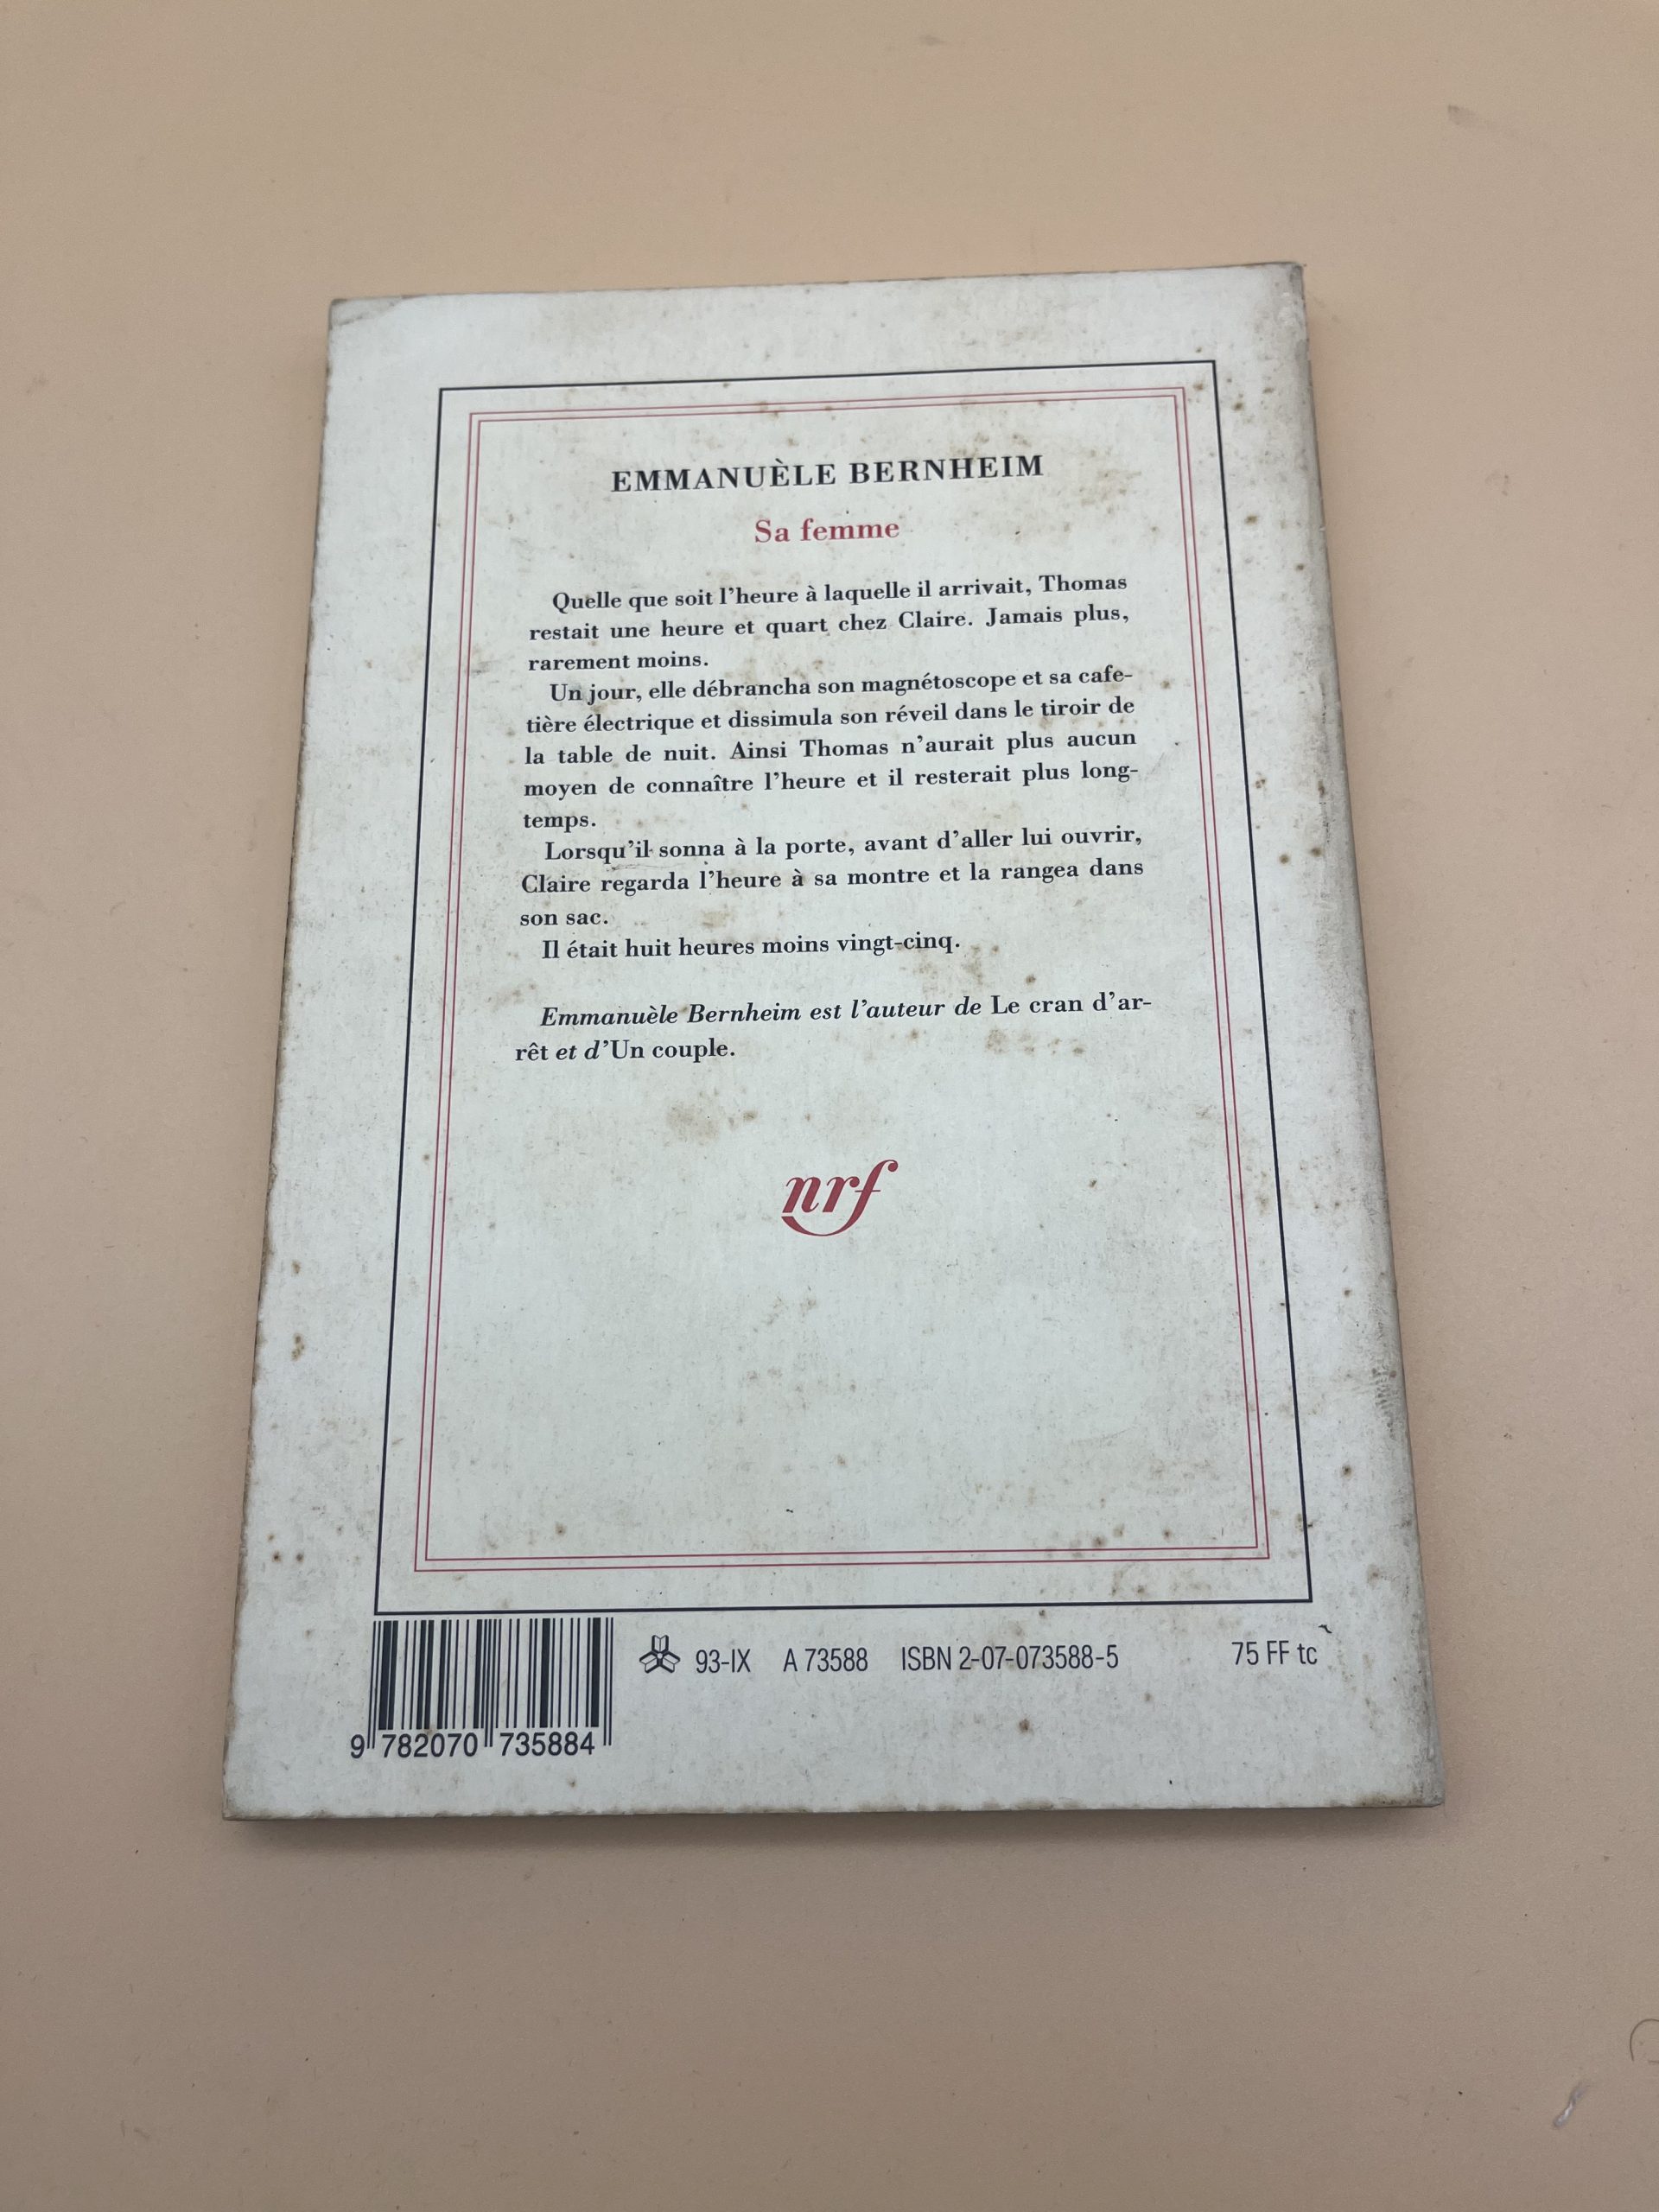 EMMANUÈLE BERNHEIM
Sa femme
Quelle que soit l'heure à laquelle il arrivait, Thomas
restait une heure et quart chez Claire. Jamais plus,
rarement moins.
Un jour, elle débrancha son magnétoscope et sa cafe-
tière électrique et dissimula son réveil dans le tiroir de
la table de nuit. Ainsi Thomas n'aurait plus aucun
moyen de connaître l'heure et il resterait plus long-
temps.
Lorsqu'il sonna à la porte, avant d'aller lui ouvrir,
Claire regarda l'heure à sa montre et la rangea dans
son sac.
Il était huit heures moins vingt-cinq.
Emmanuèle Bernheim est l'auteur de Le cran d'ar-
rêt et d'Un couple.
nrf
93-IX A 73588 ISBN 2-07-073588-5 75 FF tc
9 782070 735884